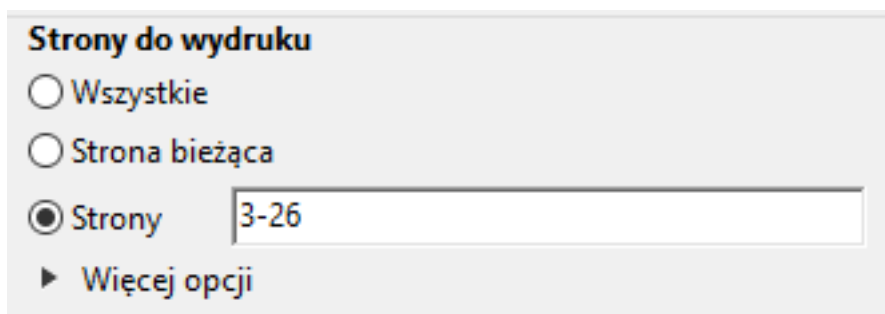 Strony do wydruku
Wszystkie
Strona bieżąca
Strony 3-26
Więcej opcji